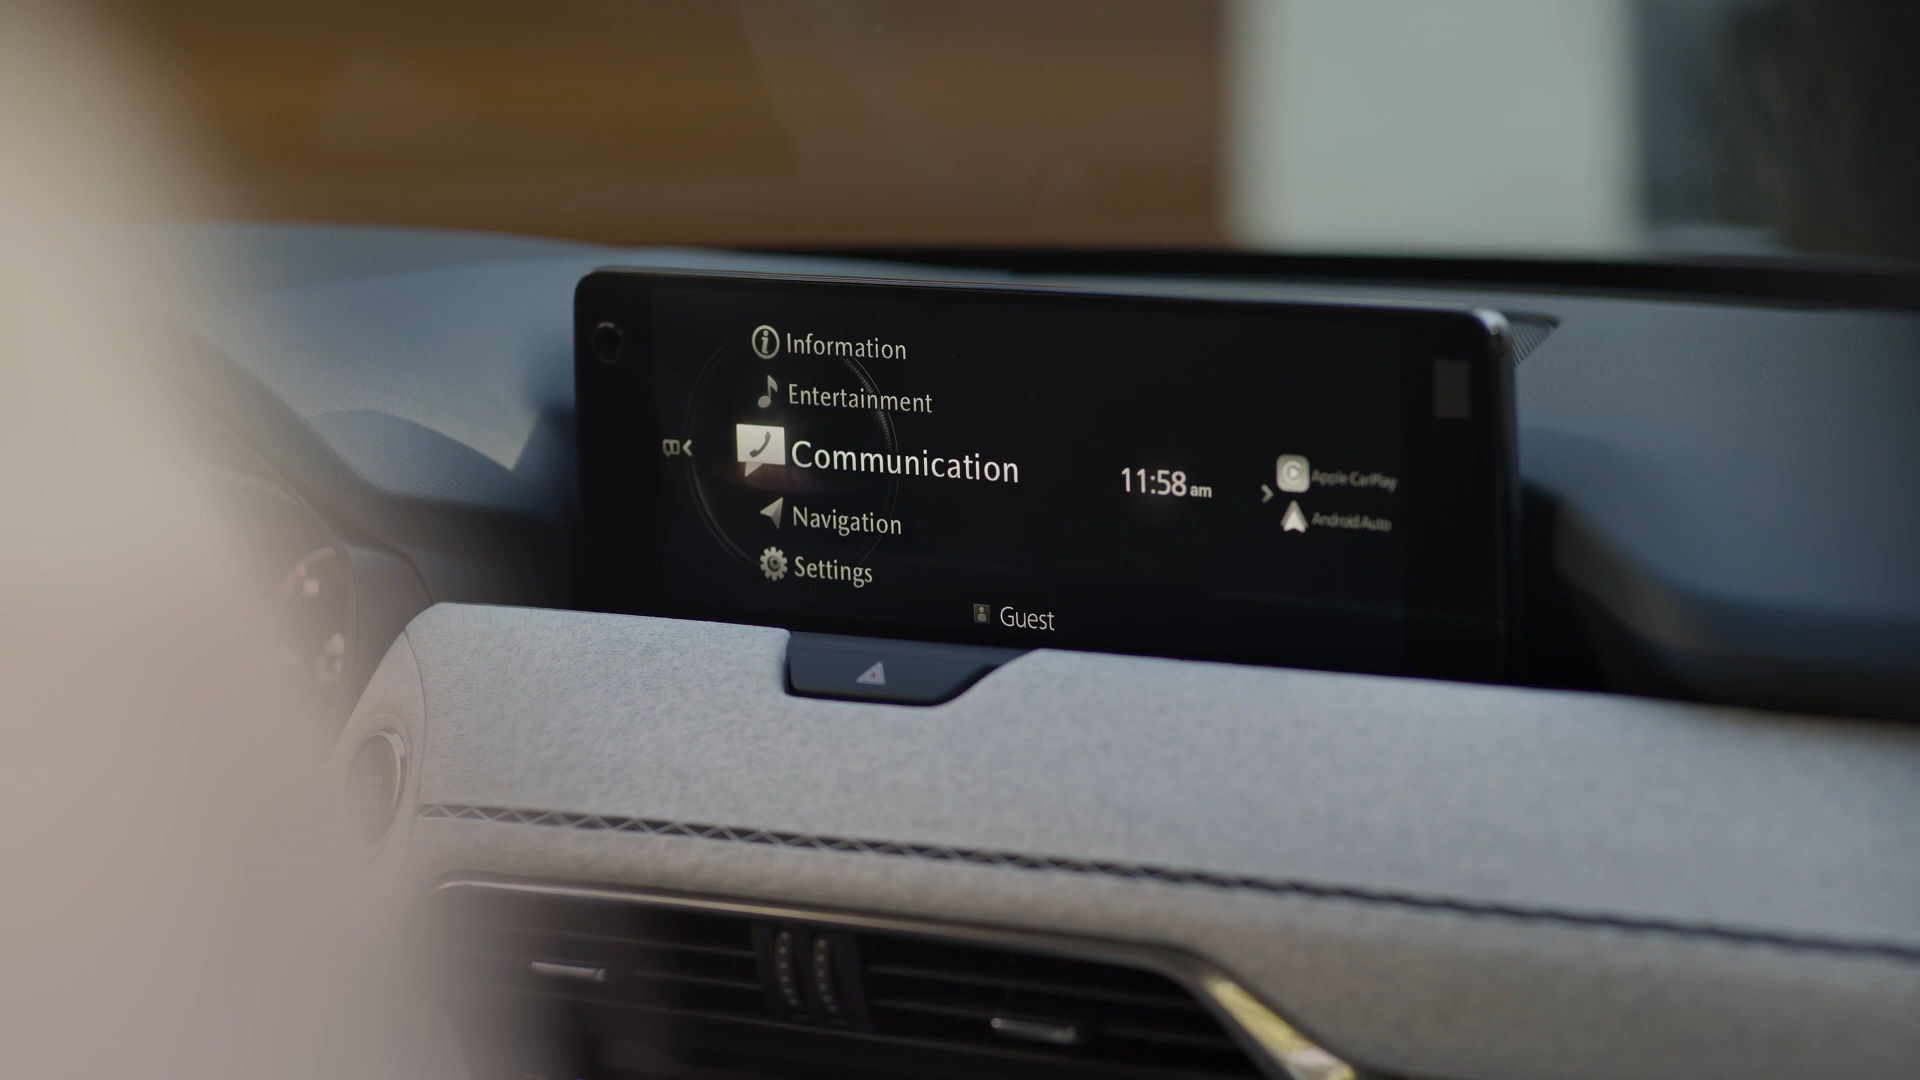 Information
Entertainment
Communication
Navigation
Settings
11:58 am
Apple CarPlay
Android Auto
Guest